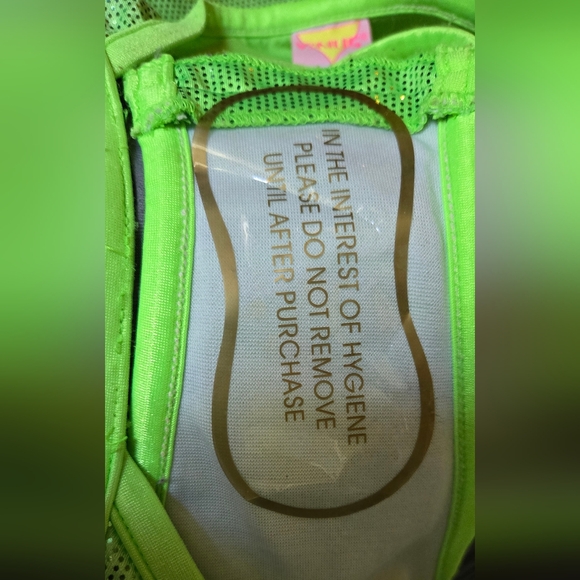 IN THE INTEREST OF HYGIENE
PLEASE DO NOT REMOVE
UNTIL AFTER PURCHASE